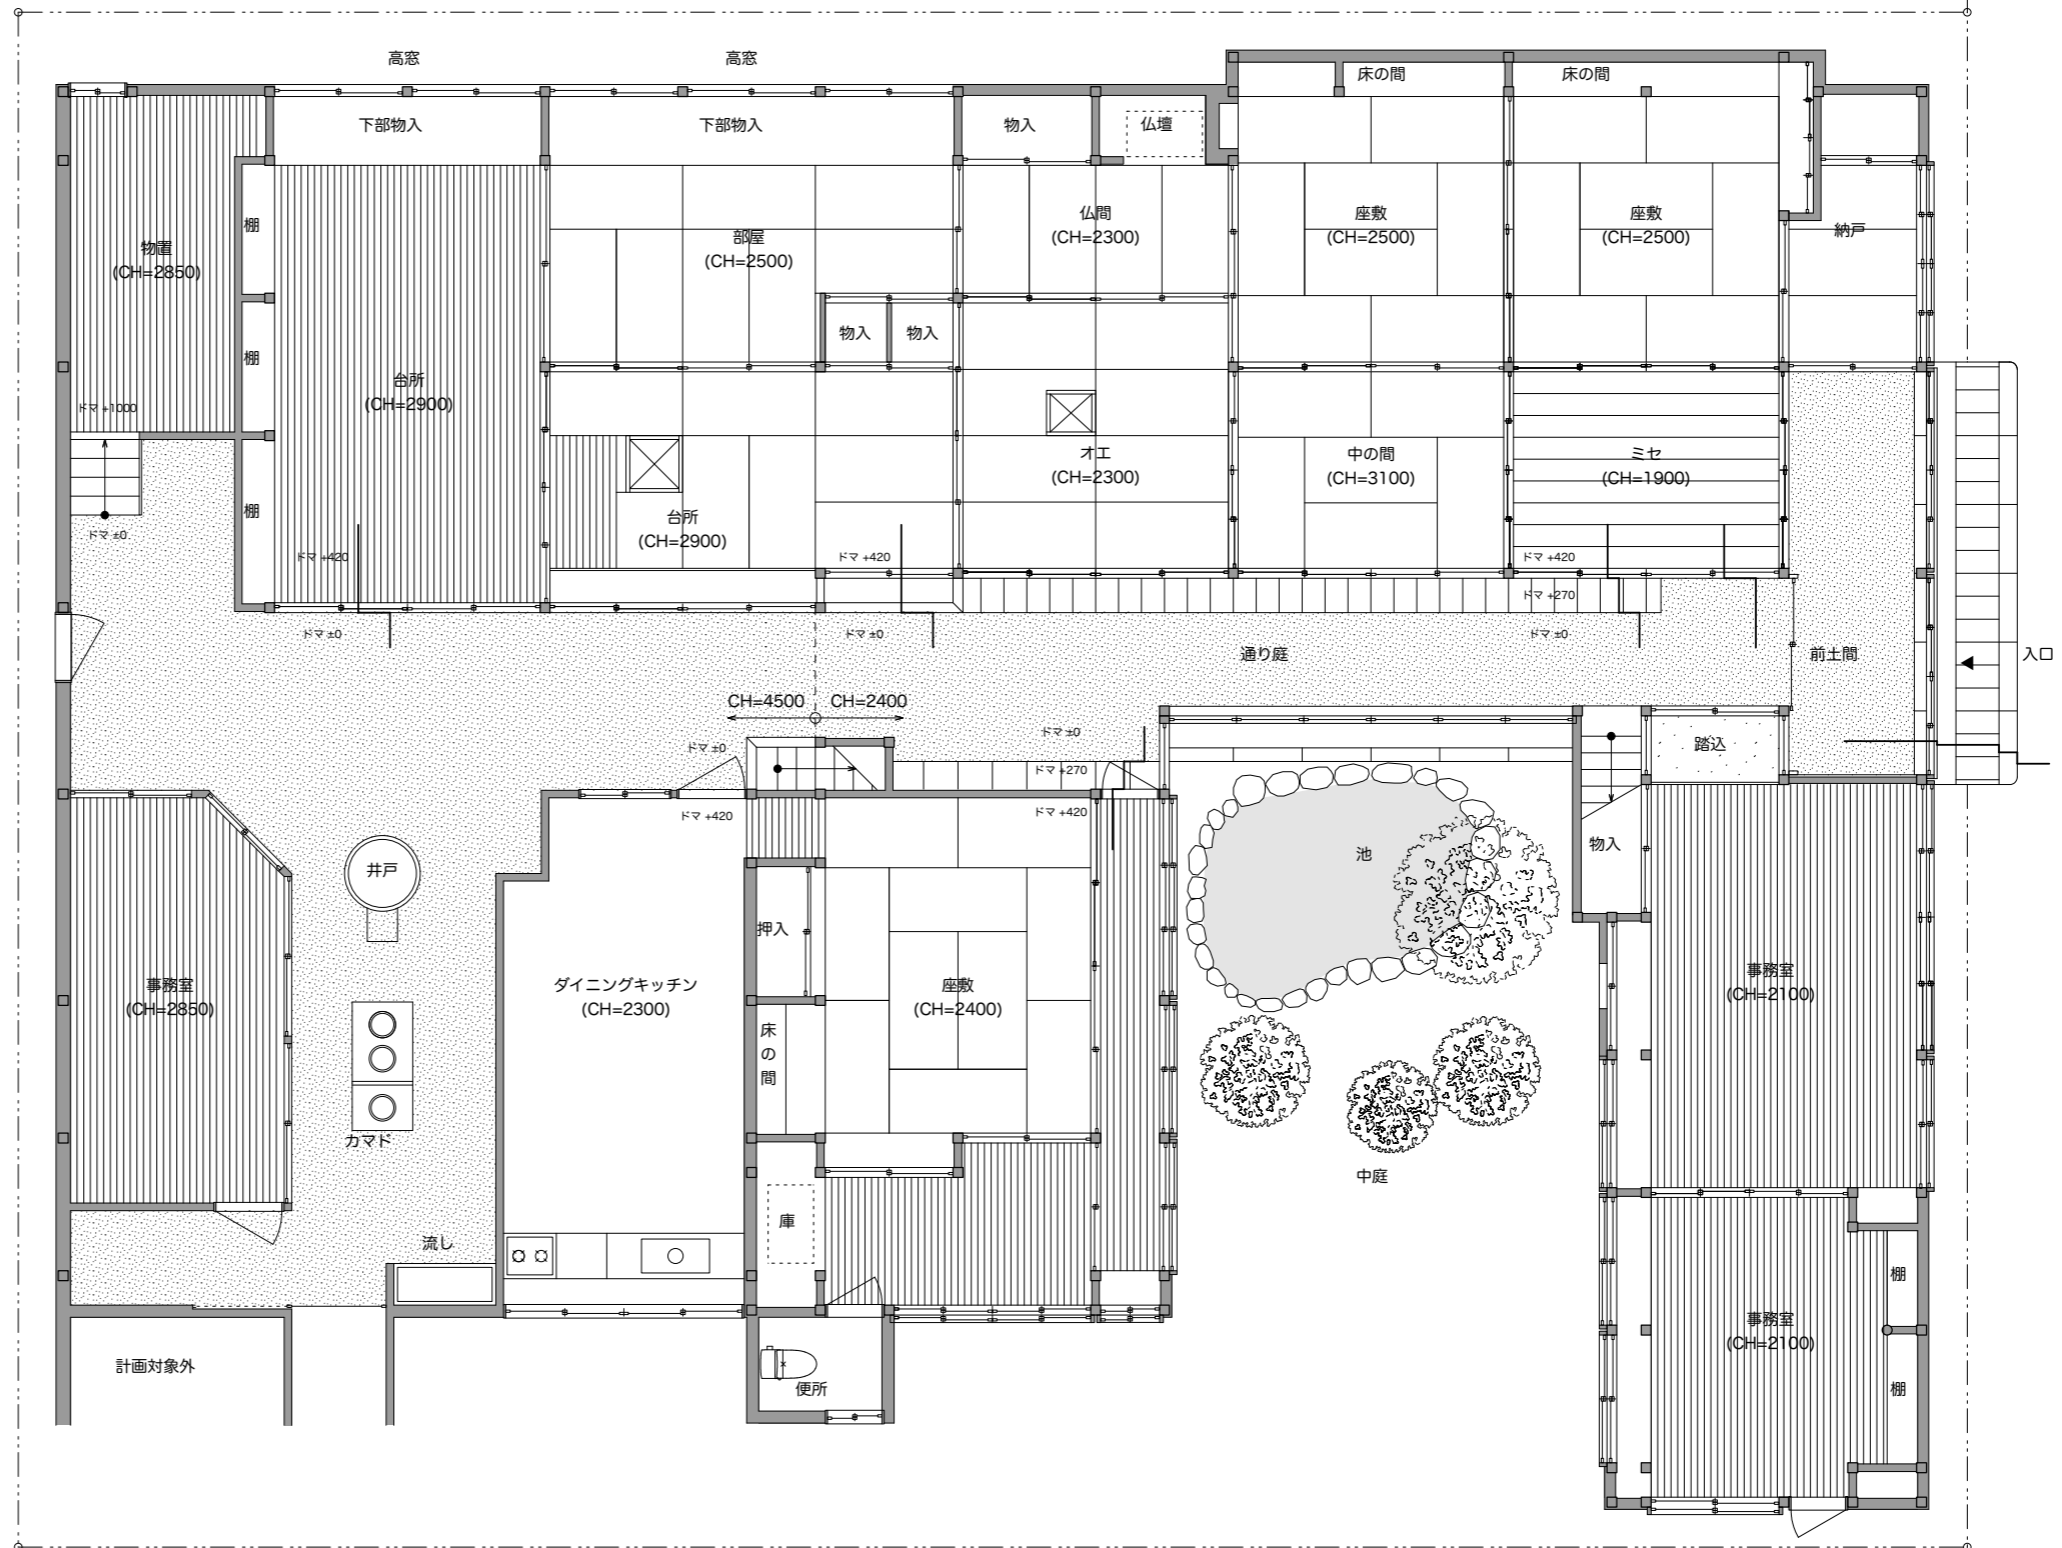 高窓
高窓
床の間
床の間
下部物入
下部物入
物入
仏壇
棚
物置
(CH=2850)
部屋
(CH=2500)
仏間
(CH=2300)
座敷
(CH=2500)
座敷
(CH=2500)
納戸
物入
物入
棚
台所
(CH=2900)
ドマ +1000
オエ
(CH=2300)
中の間
(CH=3100)
ミセ
(CH=1900)
棚
台所
(CH=2900)
ドマ ±0
ドマ +420
ドマ +420
ドマ +420
ドマ +270
ドマ ±0
ドマ ±0
ドマ ±0
通り庭
前土間
入口
CH=4500
CH=2400
ドマ ±0
ドマ ±0
踏込
ドマ +270
ドマ +420
ドマ +420
物入
池
井戸
押入
事務室
(CH=2850)
ダイニングキッチン
(CH=2300)
座敷
(CH=2400)
事務室
(CH=2100)
床
の
間
カマド
中庭
庫
流し
棚
事務室
(CH=2100)
計画対象外
便所
棚